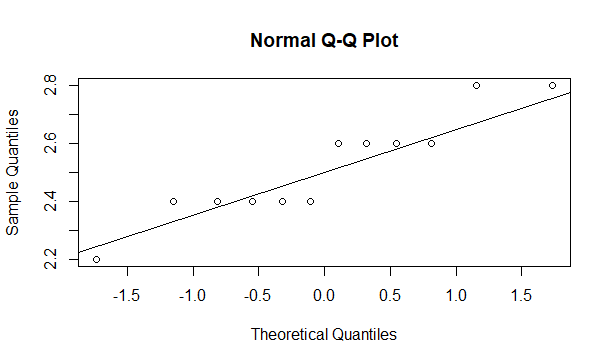 Normal Q-Q Plot
2.8
2.6
2.4
2.2
Sample Quantiles
-1.5 -1.0 -0.5 0.0 0.5 1.0 1.5
Theoretical Quantiles